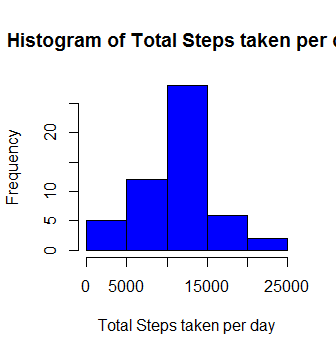 Histogram of Total Steps taken per
Frequency
20
10
5
0
0 5000 15000 25000
Total Steps taken per day